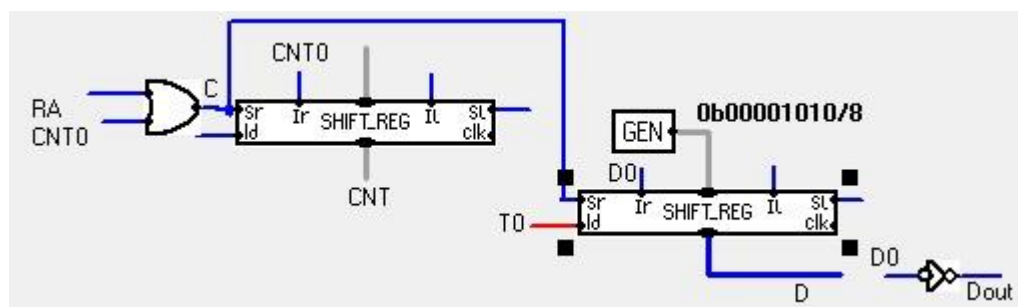 CNT0
C
RA
CNT0
sr Ir SHIFT_REG Il sl
ld clk
CNT
GEN 0b00001010/8
D0
sr Ir SHIFT_REG Il sl
T0 ld clk
D0
D
Dout